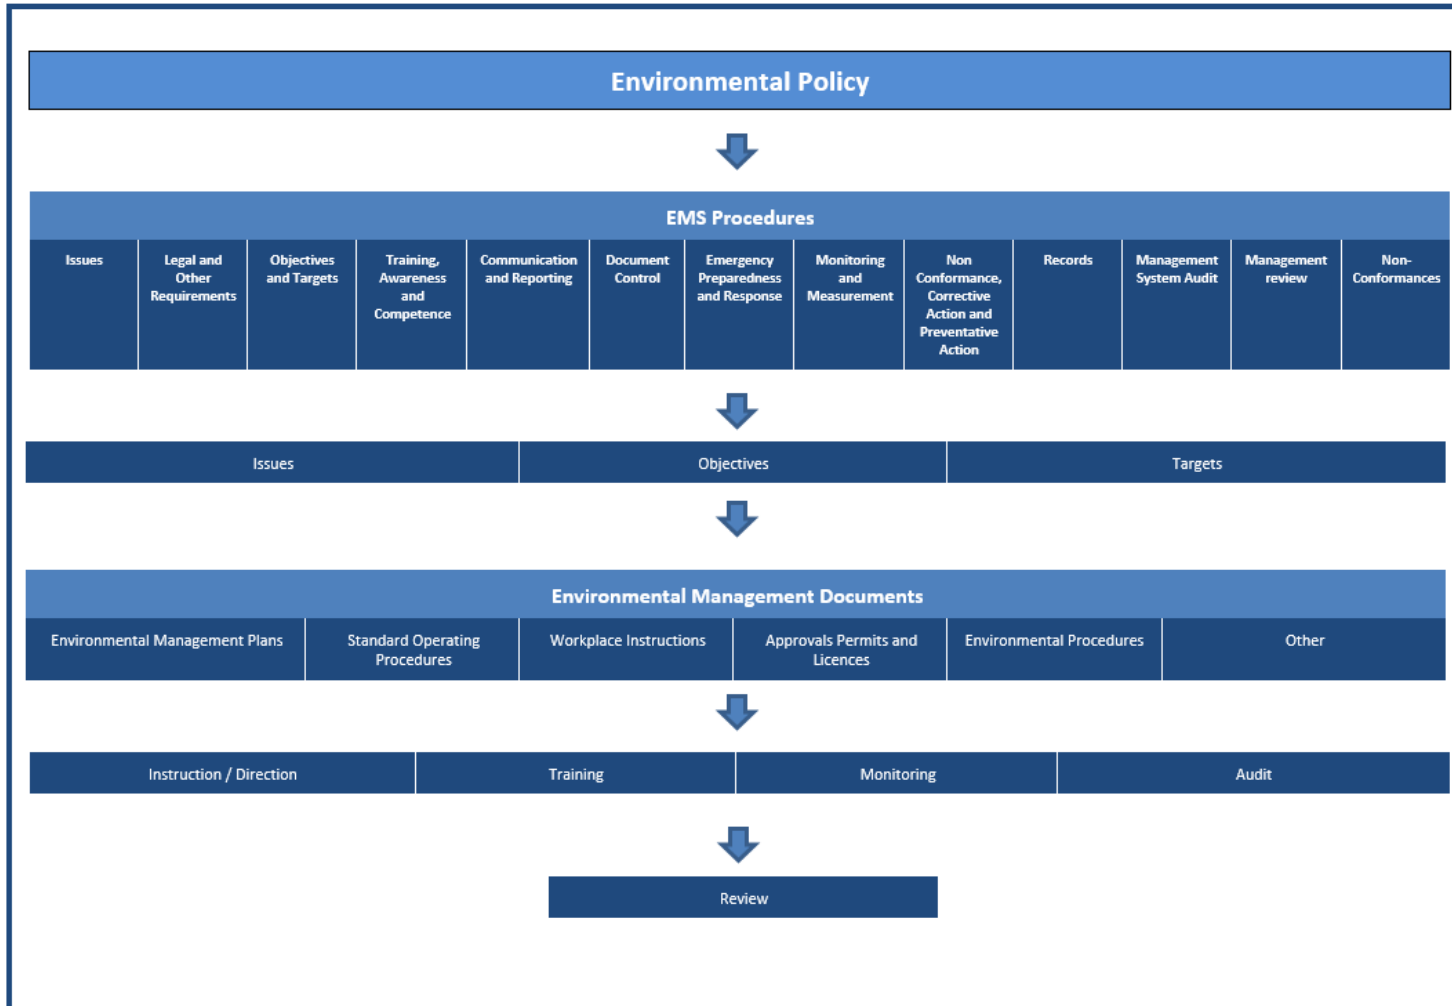 Environmental Policy
EMS Procedures
Issues
Legal and
Other
Requirements
Objectives
and Targets
Training,
Awareness
and
Competence
Communication
and Reporting
Document
Control
Emergency
Preparedness
and Response
Monitoring
and
Measurement
Non
Conformance,
Corrective
Action and
Preventative
Action
Records
Management
System Audit
Management
review
Non-
Conformances
Issues
Objectives
Targets
Environmental Management Documents
Environmental Management Plans
Standard Operating
Procedures
Workplace Instructions
Approvals Permits and
Licences
Environmental Procedures
Other
Instruction / Direction
Training
Monitoring
Audit
Review